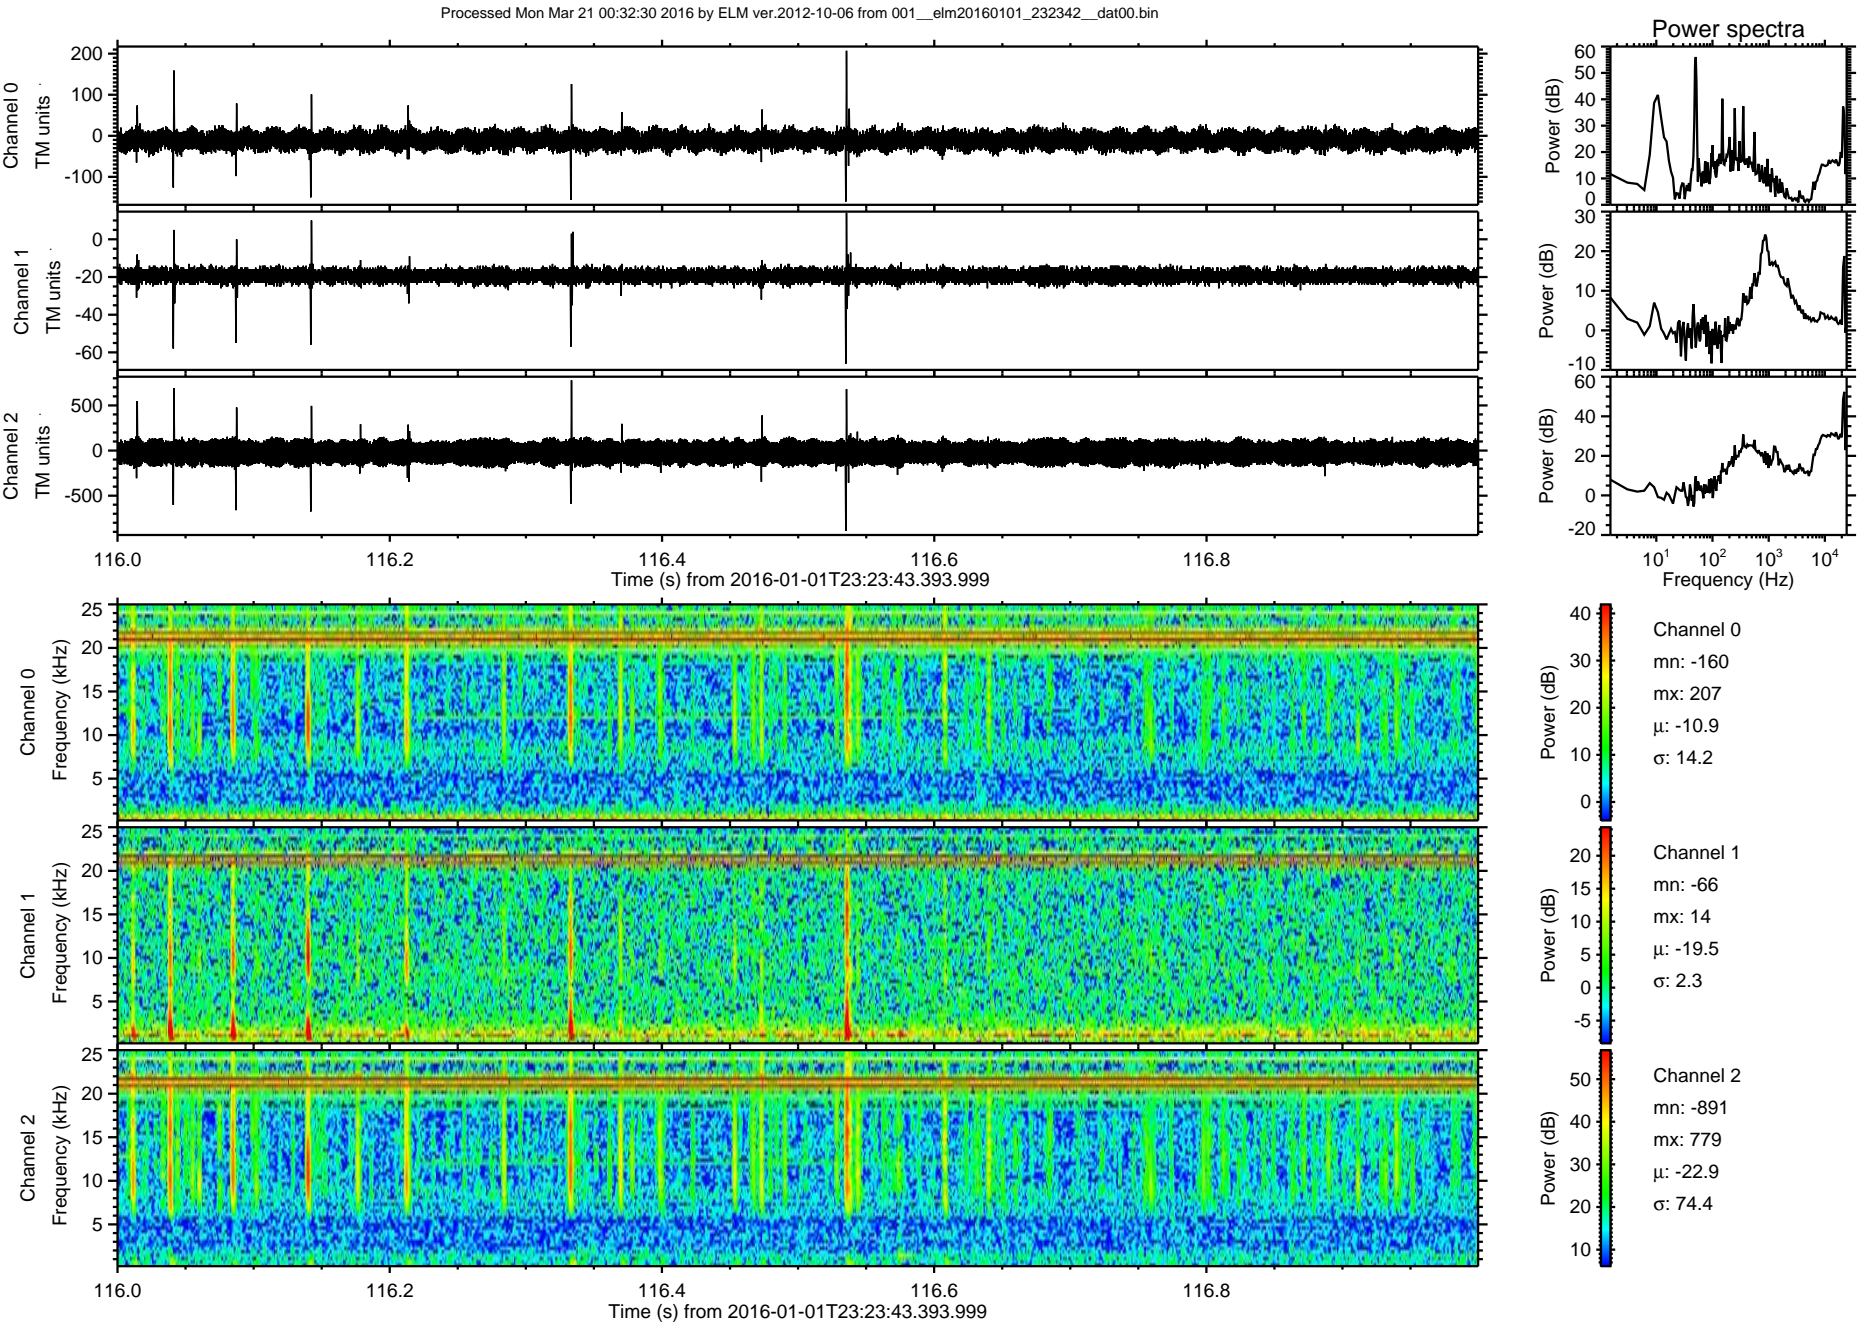 Processed Mon Mar 21 00:32:30 2016 by ELM ver.2012-10-06 from 001__elm20160101_232342__dat00.bin
Power spectra
Channel 0
TM units
200
100
0
-100
Power (dB)
60
50
40
30
20
10
0
Channel 1
TM units
0
-20
-40
-60
Power (dB)
30
20
10
0
-10
Channel 2
TM units
500
0
-500
Power (dB)
60
40
20
0
-20
116.0 116.2 116.4 116.6 116.8
Time (s) from 2016-01-01T23:23:43.393.999
10^1 10^2 10^3 10^4
Frequency (Hz)
Channel 0
Frequency (kHz)
25
20
15
10
5
Power (dB)
40
30
20
10
0
Channel 0
mn: -160
mx: 207
μ: -10.9
σ: 14.2
Channel 1
Frequency (kHz)
25
20
15
10
5
Power (dB)
20
15
10
5
0
-5
Channel 1
mn: -66
mx: 14
μ: -19.5
σ: 2.3
Channel 2
Frequency (kHz)
25
20
15
10
5
Power (dB)
50
40
30
20
10
Channel 2
mn: -891
mx: 779
μ: -22.9
σ: 74.4
116.0 116.2 116.4 116.6 116.8
Time (s) from 2016-01-01T23:23:43.393.999